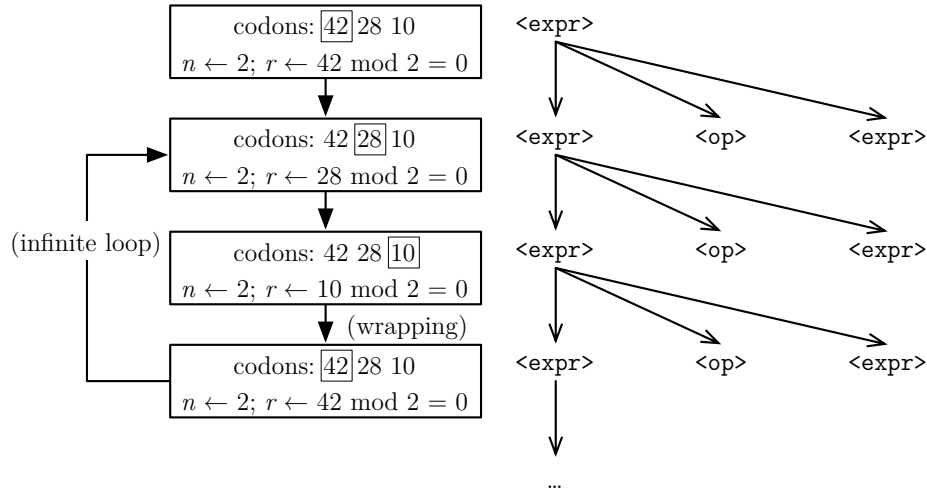 codons: 42 28 10
n ← 2; r ← 42 mod 2 = 0
<expr>
codons: 42 28 10
n ← 2; r ← 28 mod 2 = 0
<expr> <op> <expr>
(infinite loop)
codons: 42 28 10
n ← 2; r ← 10 mod 2 = 0
<expr> <op> <expr>
(wrapping)
codons: 42 28 10
n ← 2; r ← 42 mod 2 = 0
<expr> <op> <expr>
...